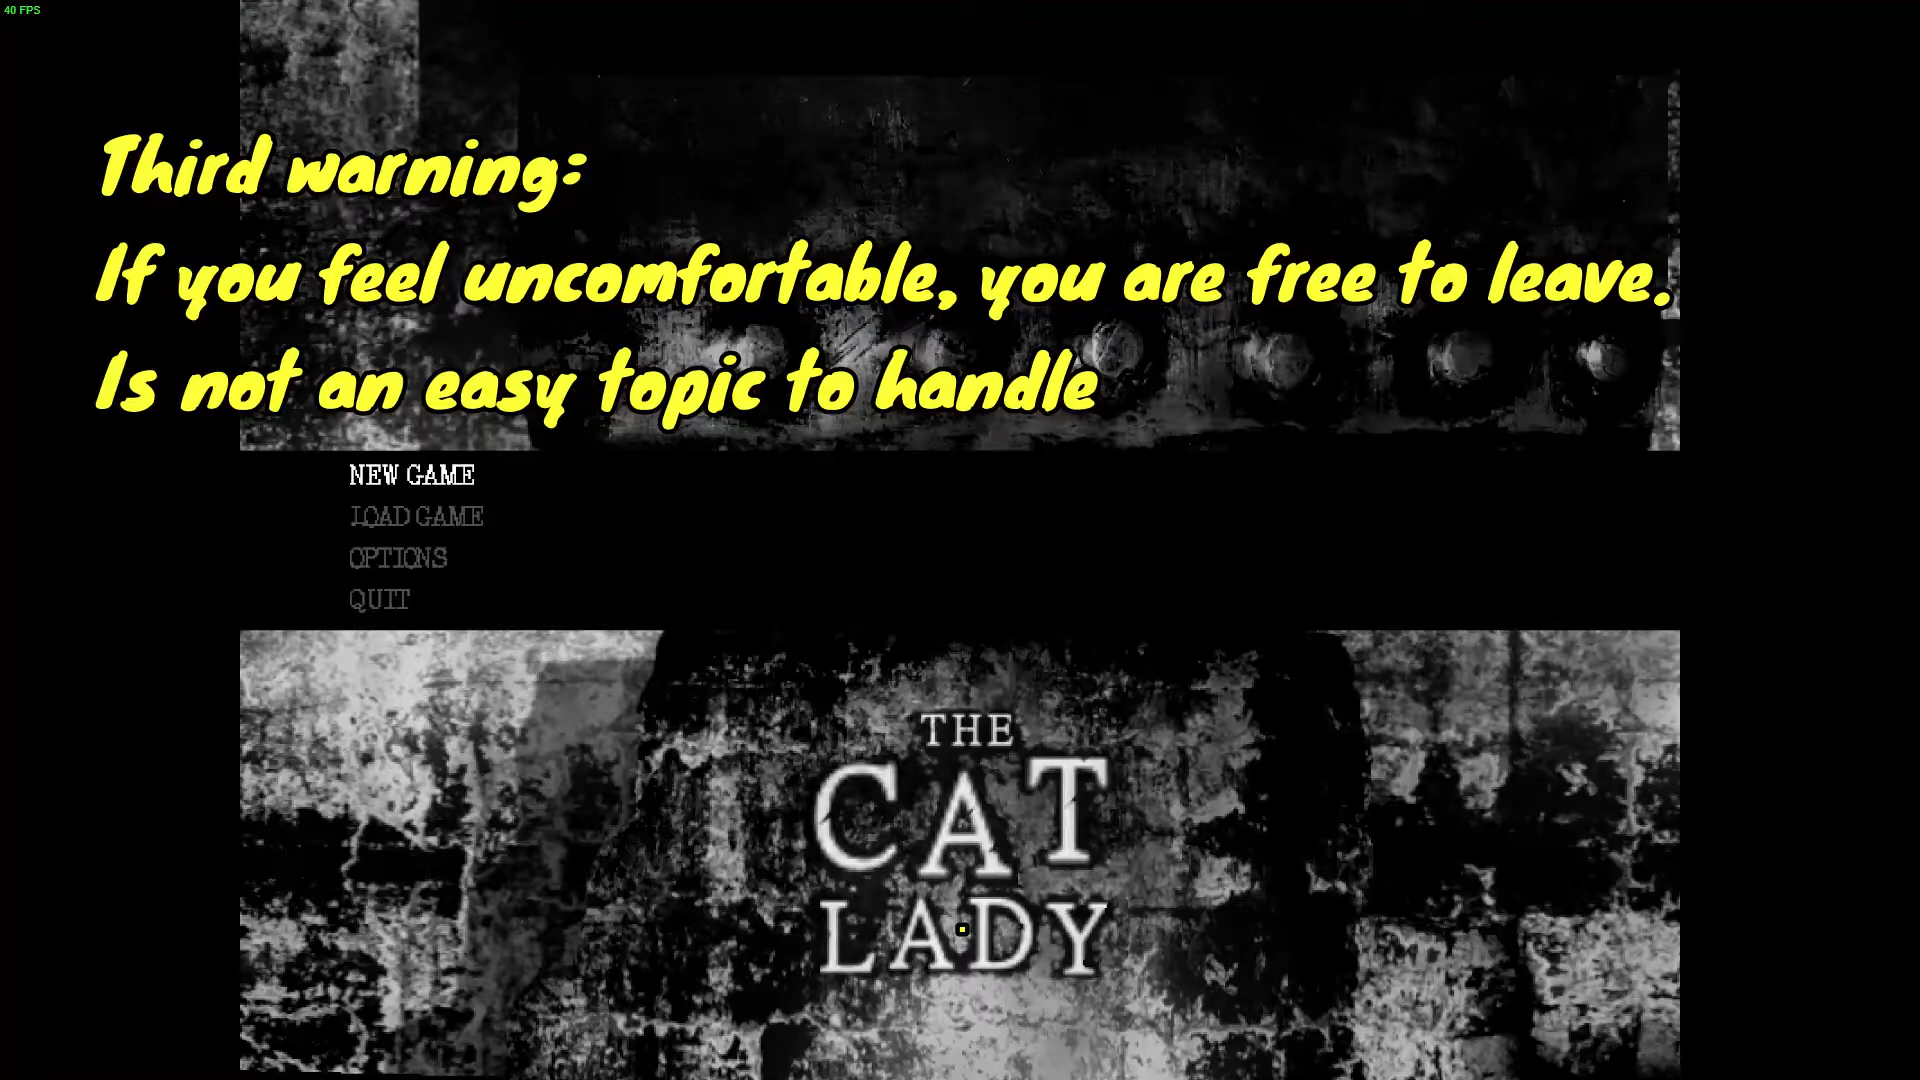 40 FPS
Third warning:
If you feel uncomfortable, you are free to leave.
Is not an easy topic to handle
NEW GAME
LOAD GAME
OPTIONS
QUIT
THE
CAT
LADY